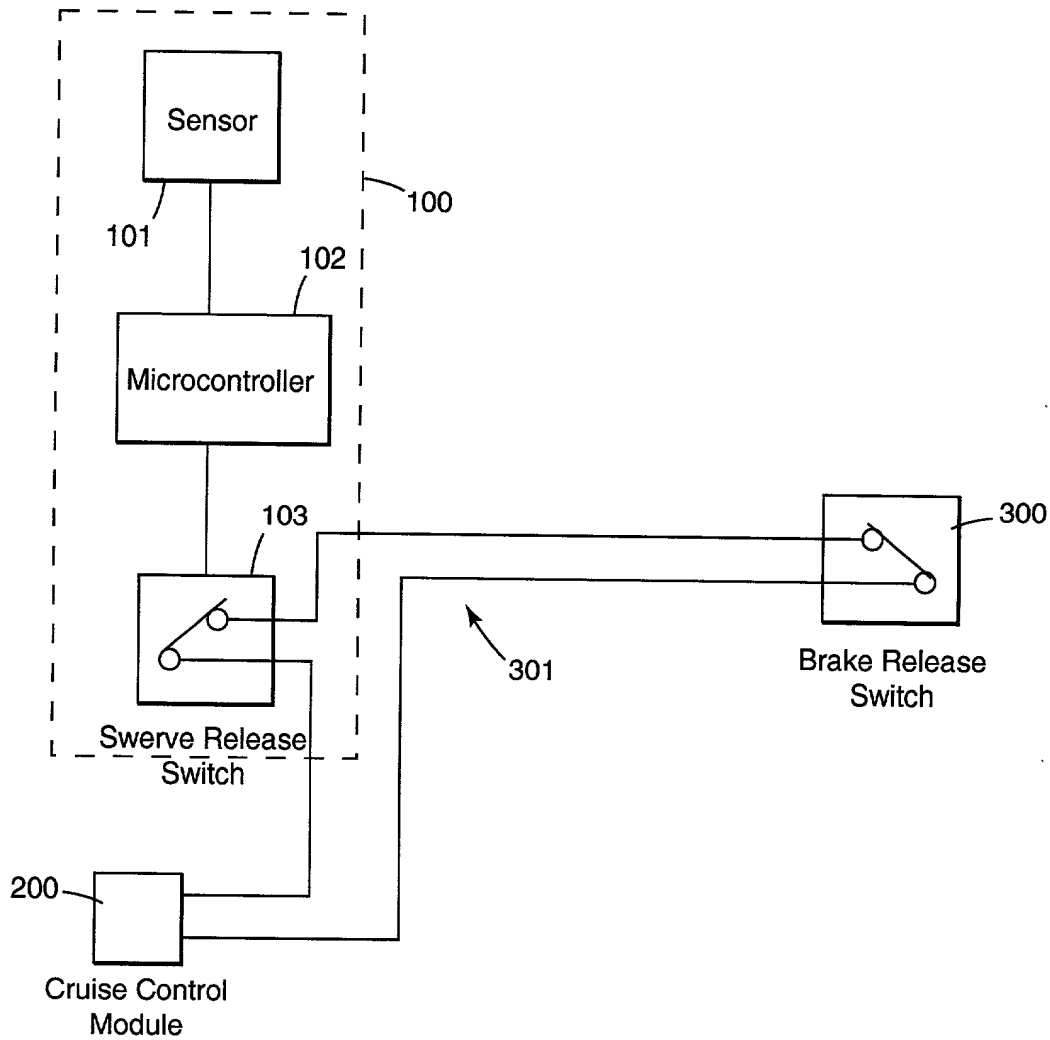 Sensor
100
101
102
Microcontroller
103
300
301
Brake Release
Switch
Swerve Release
Switch
200
Cruise Control
Module